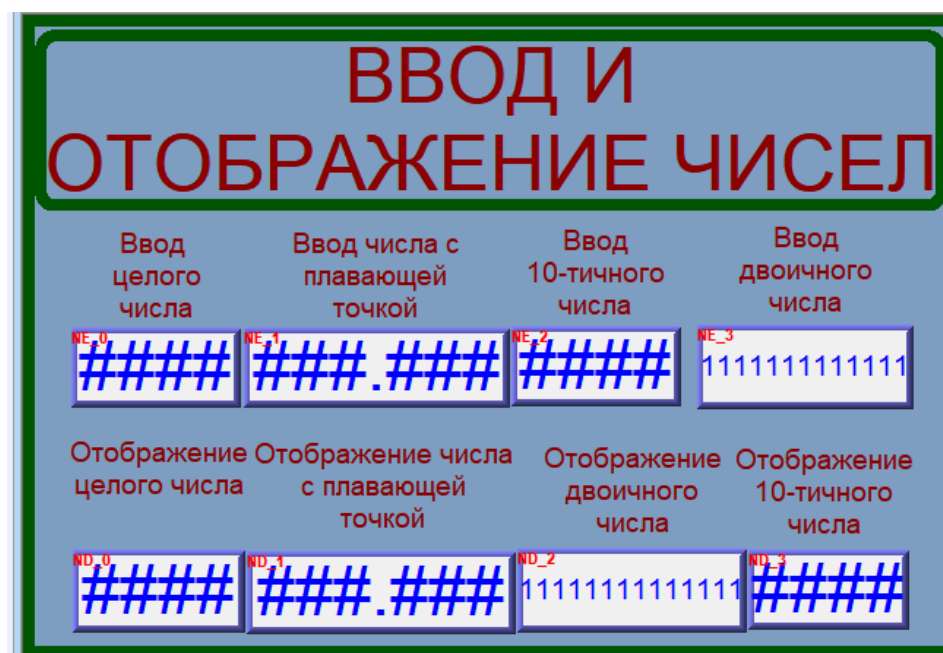 ВВОД И
ОТОБРАЖЕНИЕ ЧИСЕЛ
Ввод
целого
числа
Ввод числа с
плавающей
точкой
Ввод
10-тичного
числа
Ввод
двоичного
числа
NE_0
####
NE_1
###.###
NE_2
####
NE_3
1111111111111
Отображение
целого числа
Отображение числа
с плавающей
точкой
Отображение
двоичного
числа
Отображение
10-тичного
числа
ND_0
####
ND_1
###.###
ND_2
11111111111111
ND_3
####